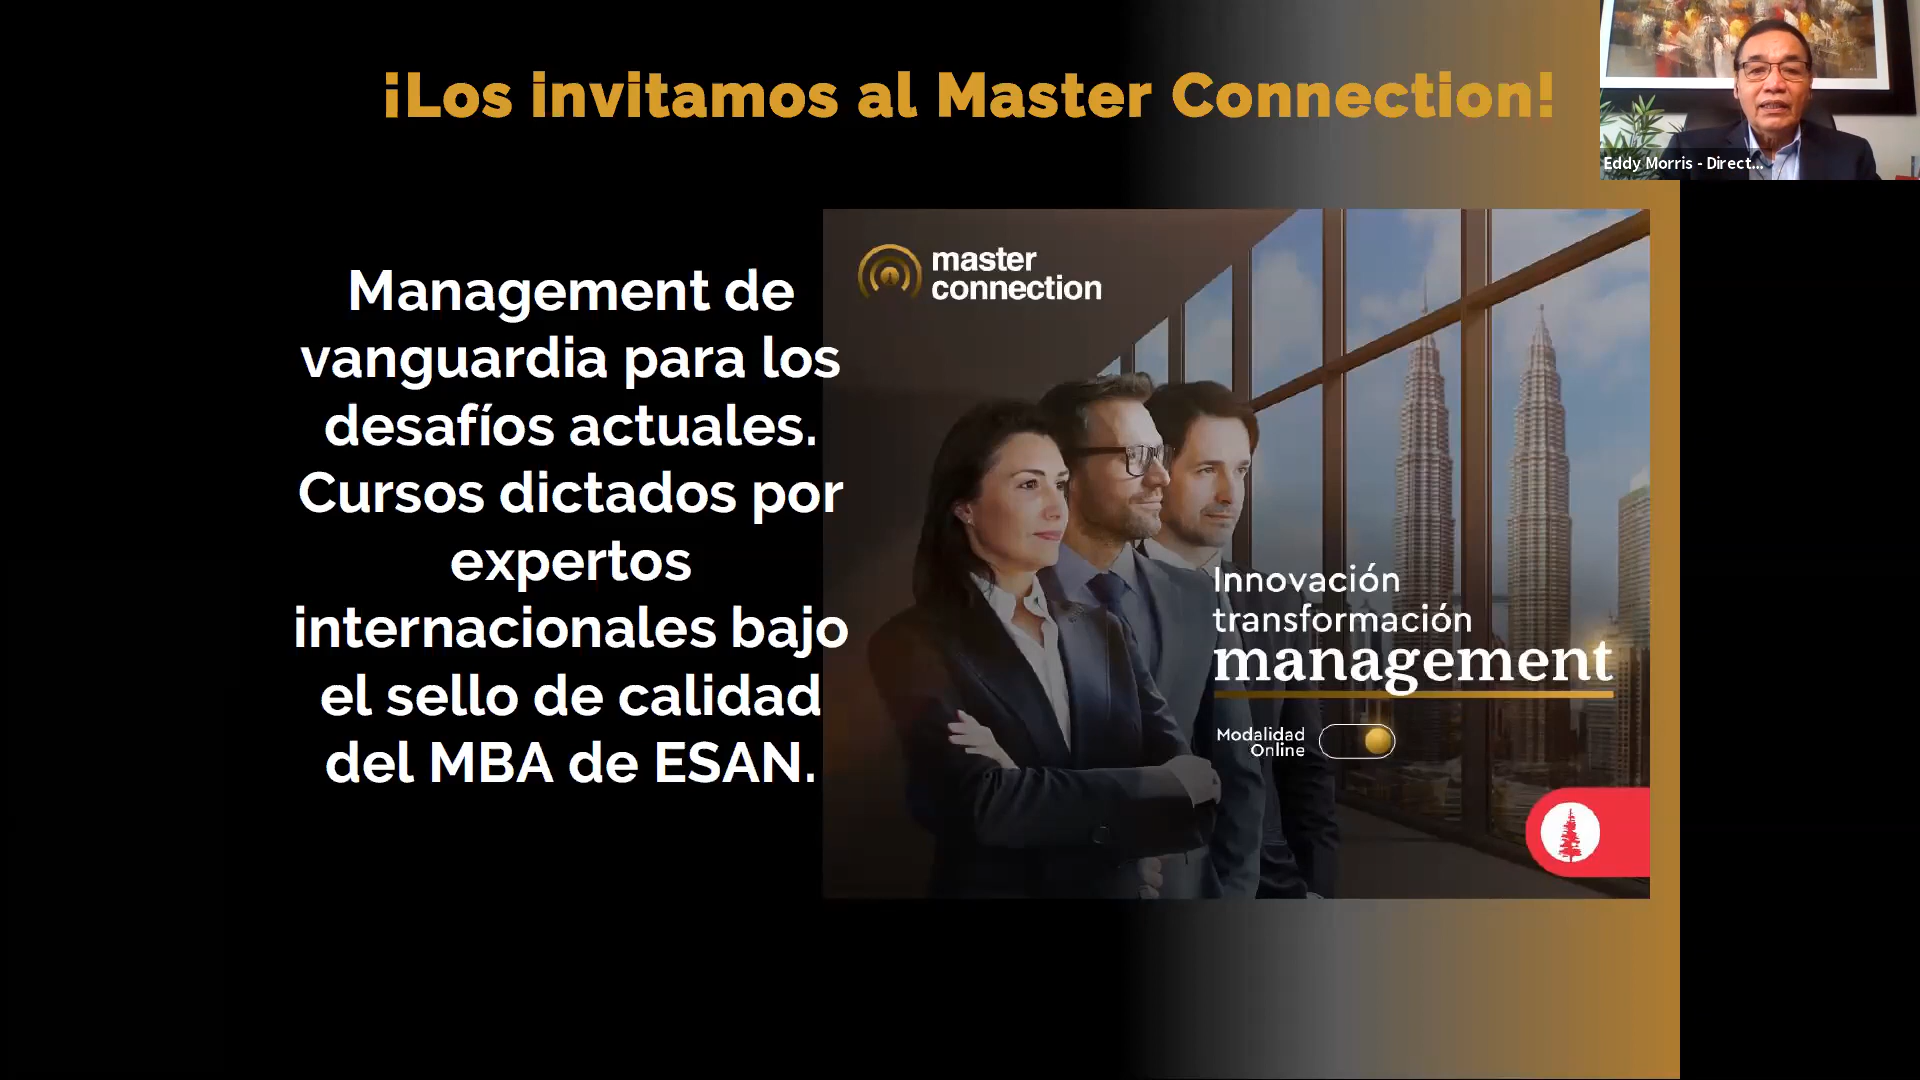 ¡Los invitamos al Master Connection!
Eddy Morris - Direct...
Management de
vanguardia para los
desafíos actuales.
Cursos dictados por
expertos
internacionales bajo
el sello de calidad
del MBA de ESAN.
master
connection
Innovación
transformación
management
Modalidad
Online